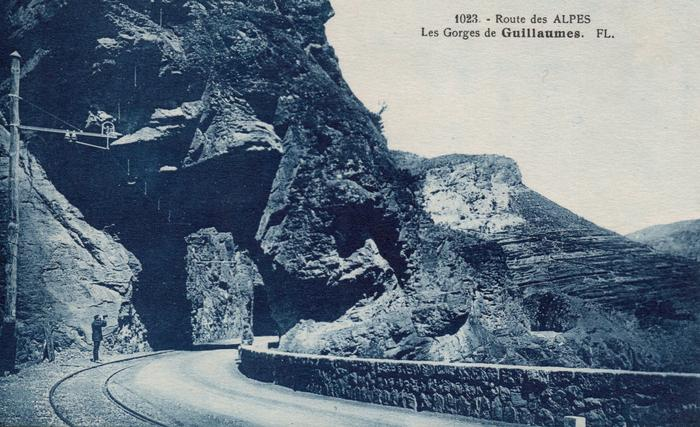 1023. - Route des ALPES
Les Gorges de Guillaumes. FL.